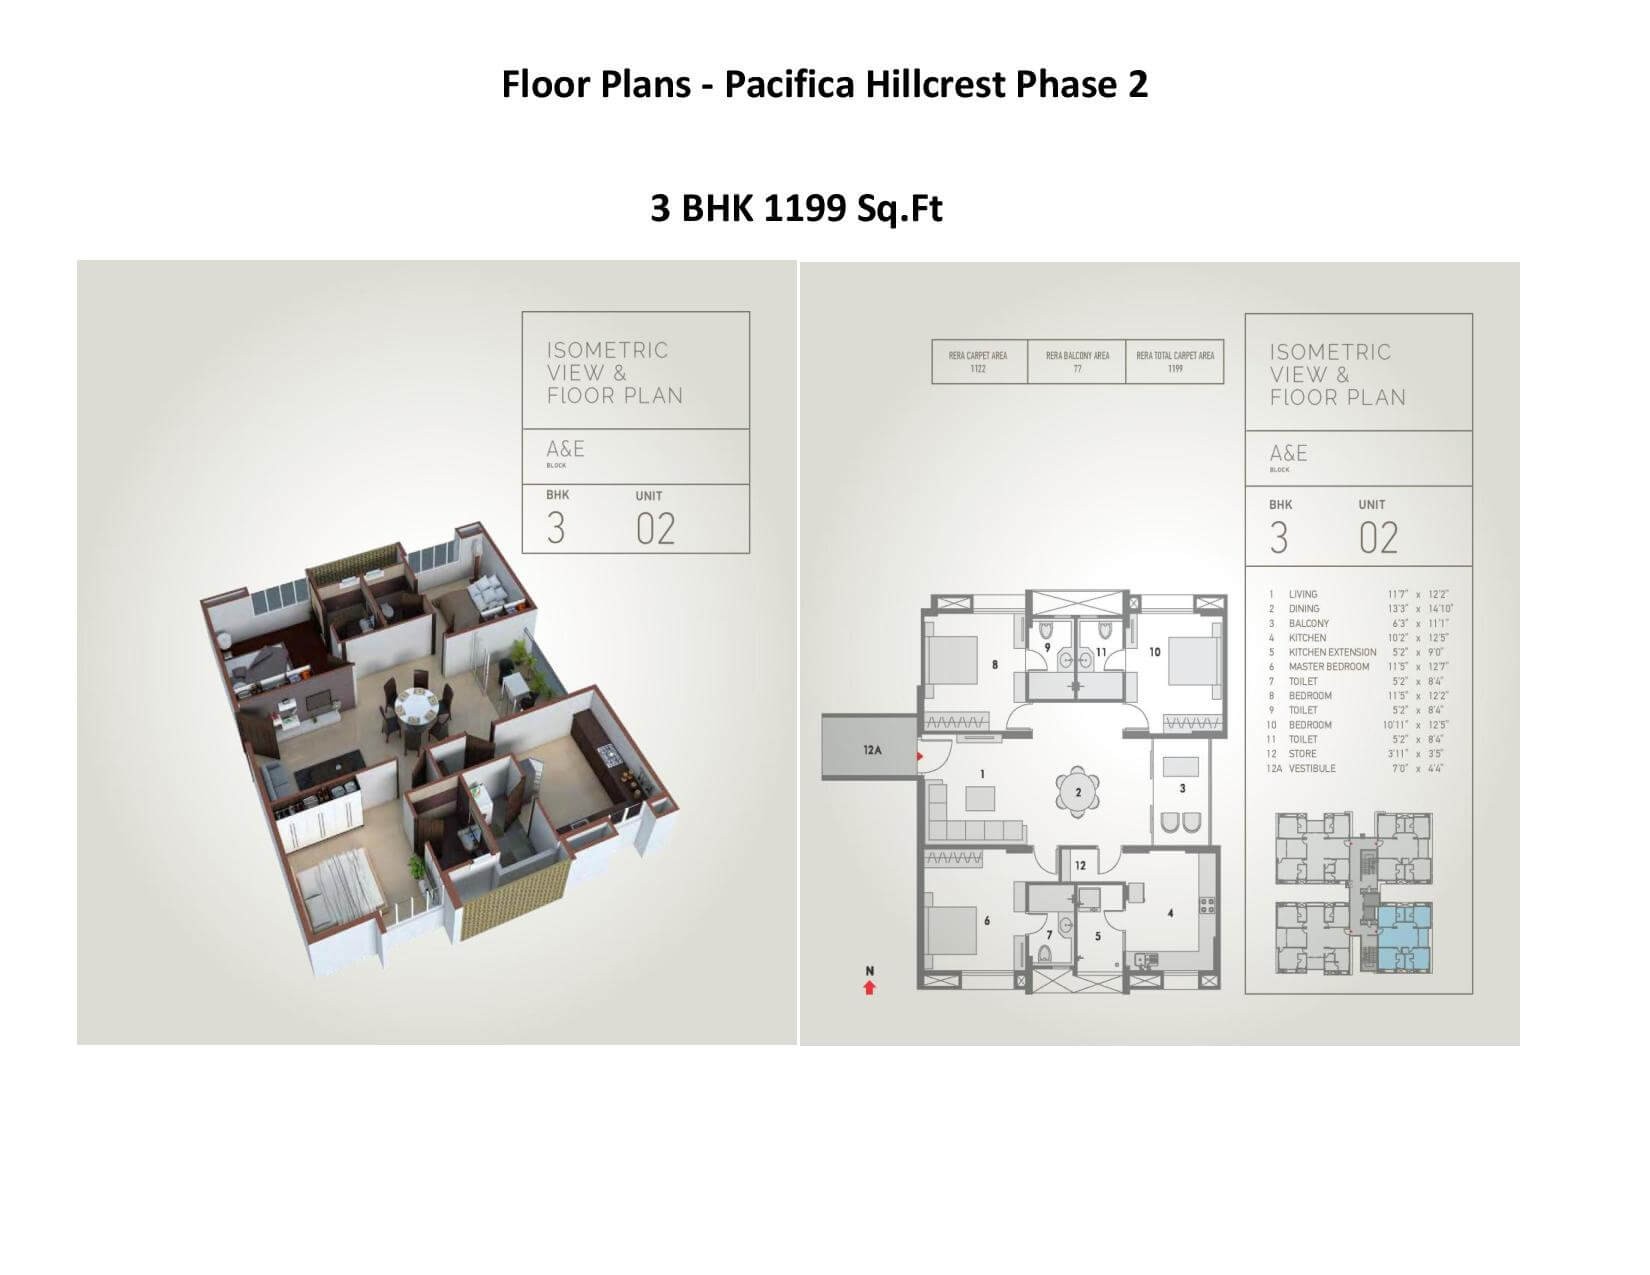 Floor Plans - Pacifica Hillcrest Phase 2
3 BHK 1199 Sq.Ft
ISOMETRIC
VIEW &
FLOOR PLAN
A&E
BLOCK
BHK UNIT
3 02
RERA CARPET AREA RERA BALCONY AREA RERA TOTAL CARPET AREA
1122 77 1199
ISOMETRIC
VIEW &
FLOOR PLAN
A&E
BLOCK
BHK UNIT
3 02
1 LIVING 11'7" x 12'2"
2 DINING 13'3" x 14'10"
3 BALCONY 6'3" x 11'1"
4 KITCHEN 10'2" x 12'5"
5 KITCHEN EXTENSION 5'2" x 9'0"
6 MASTER BEDROOM 11'5" x 12'7"
7 TOILET 5'2" x 8'4"
8 BEDROOM 11'5" x 12'2"
9 TOILET 5'2" x 8'4"
10 BEDROOM 10'11" x 12'5"
11 TOILET 5'2" x 8'4"
12 STORE 3'11" x 3'5"
12A VESTIBULE 7'0" x 4'4"
9 11
8 10
12A
1
2
3
12
6
7
5
4
N